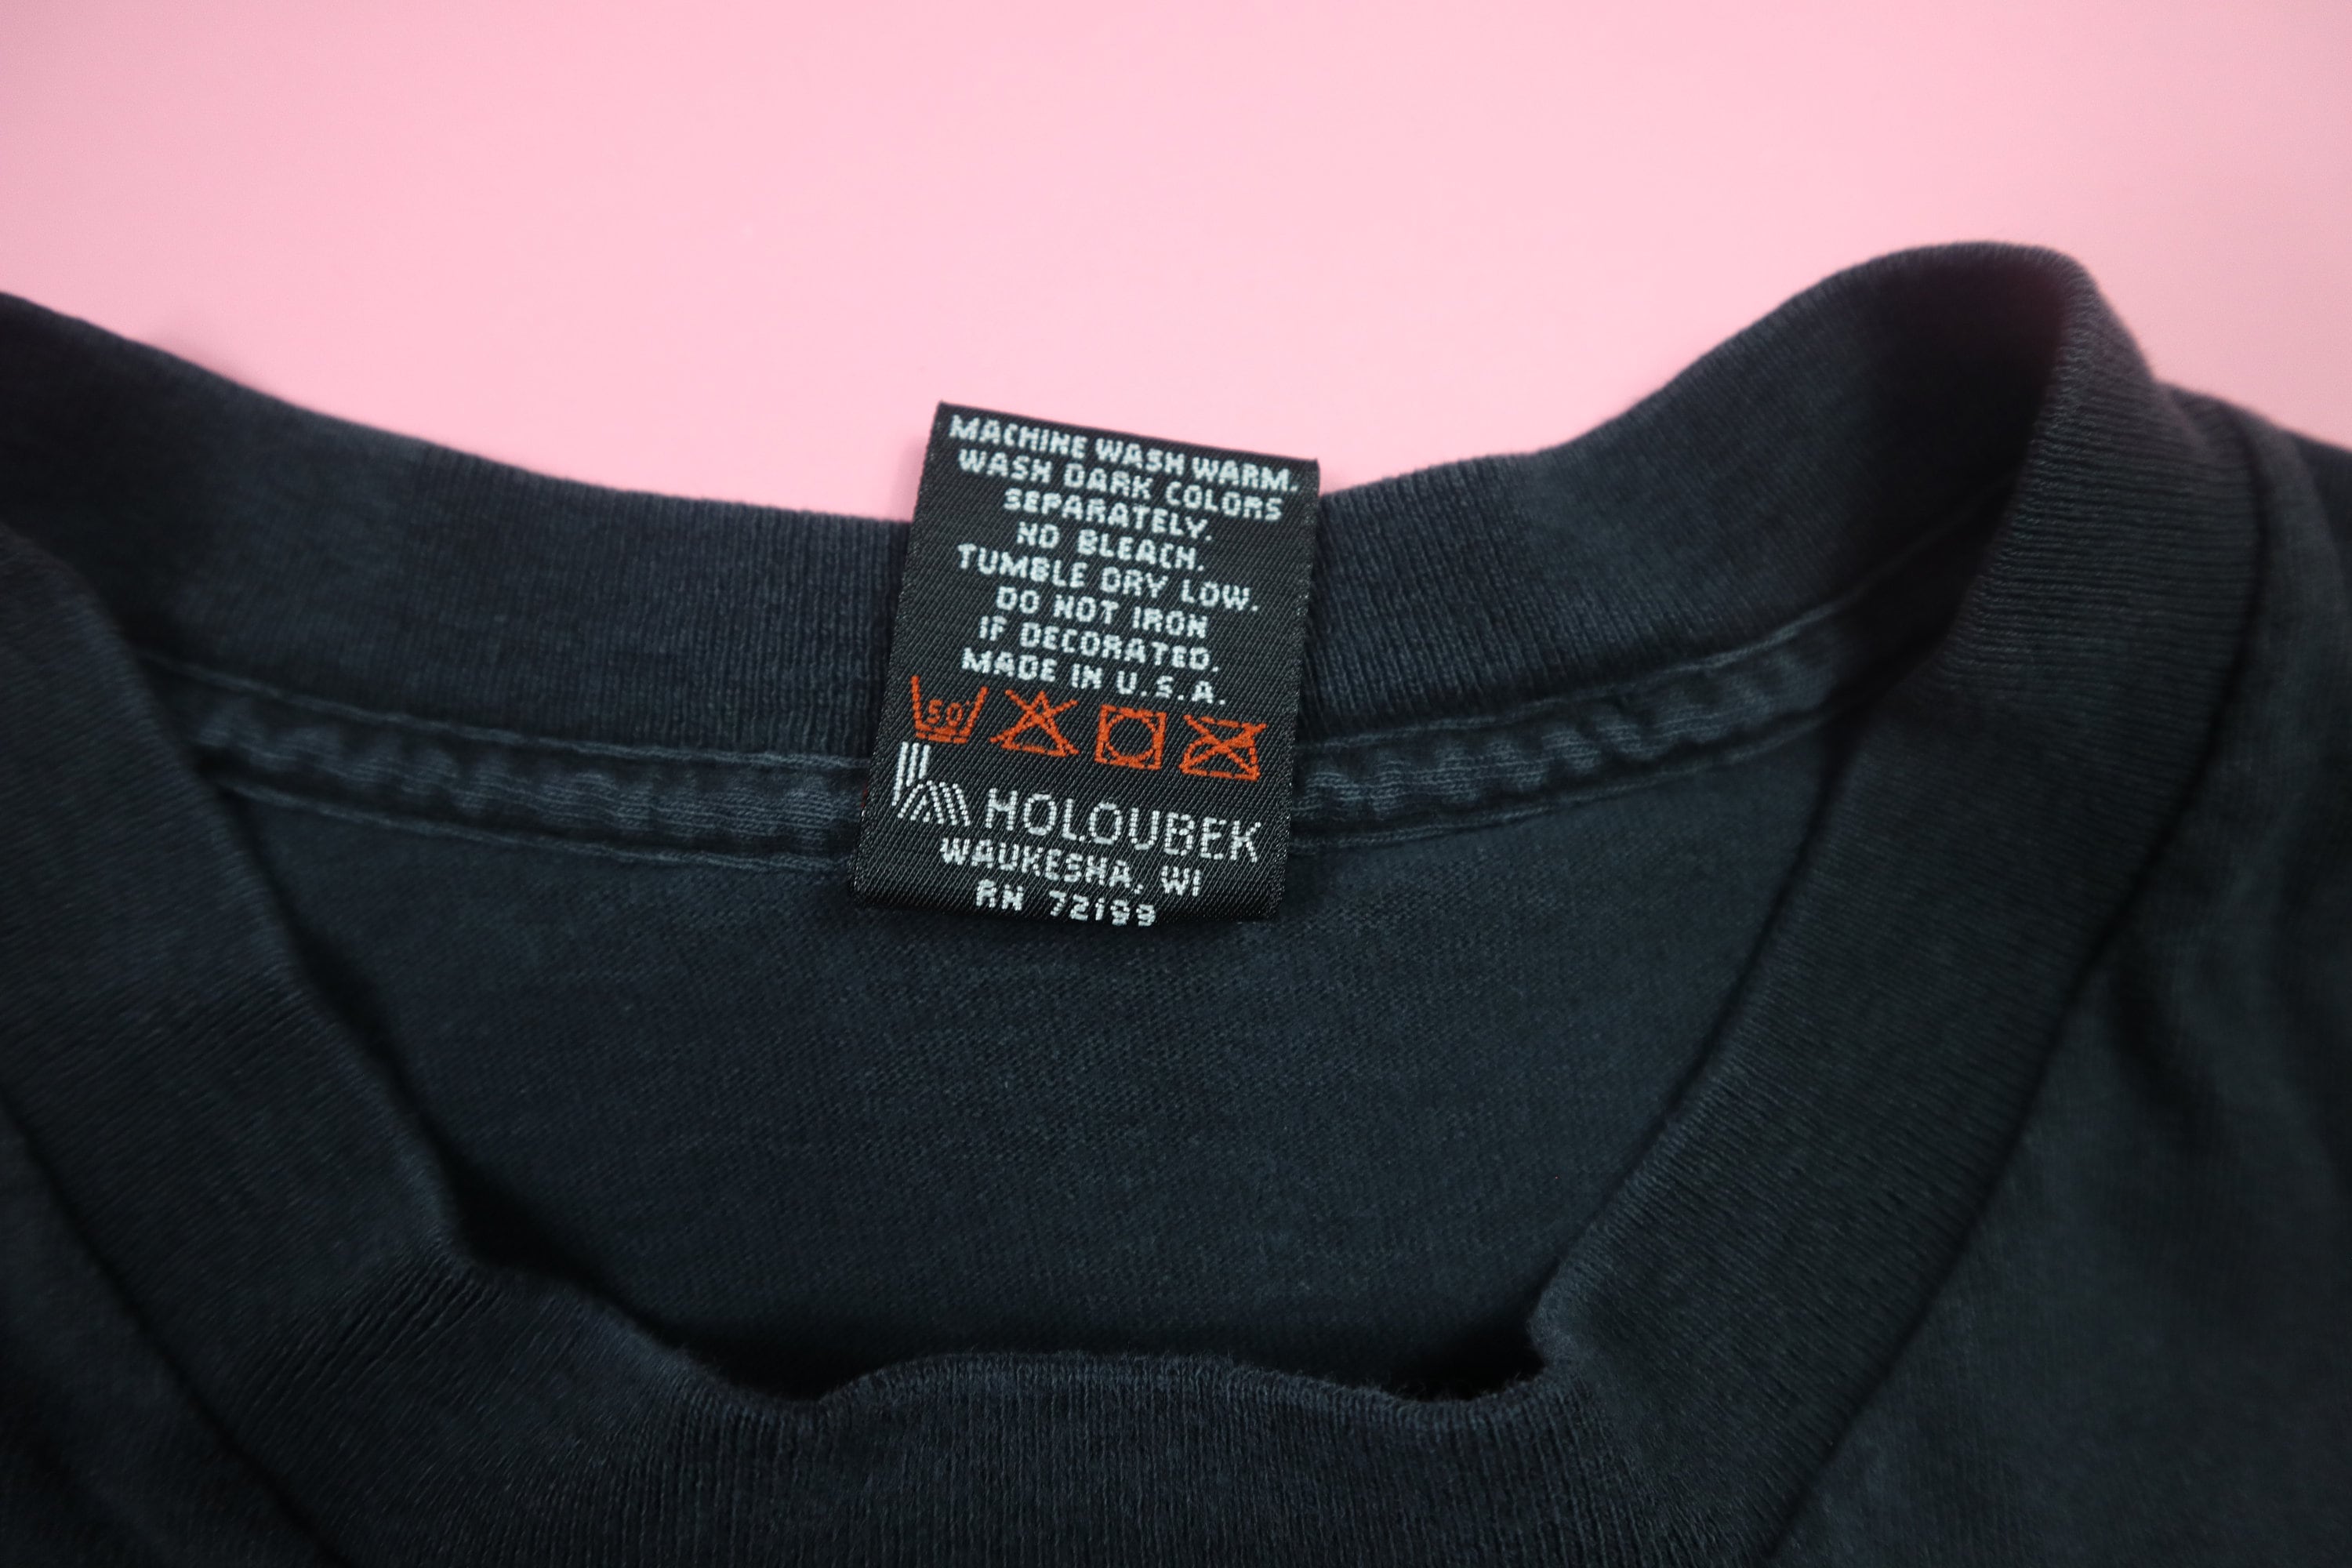 MACHINE WASH WARM.
WASH DARK COLORS
SEPARATELY.
NO BLEACH.
TUMBLE DRY LOW.
DO NOT IRON
IF DECORATED.
MADE IN U.S.A.
50
HOLOUBEK
WAUKESHA, WI
RN 72199